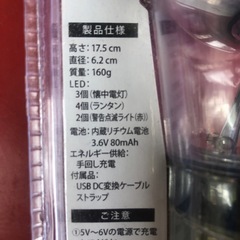 製品仕様
高さ：17.5 cm
直径：6.2 cm
質量：160g
LED：
3個（懐中電灯）
4個（ランタン）
2個（警告点滅ライト（赤））
電池：内蔵リチウム電池
3.6V 80mAh
エネルギー供給：
手回し充電
付属品：
USB DC変換ケーブル
ストラップ
ご注意
①5V～6Vの電源で充電